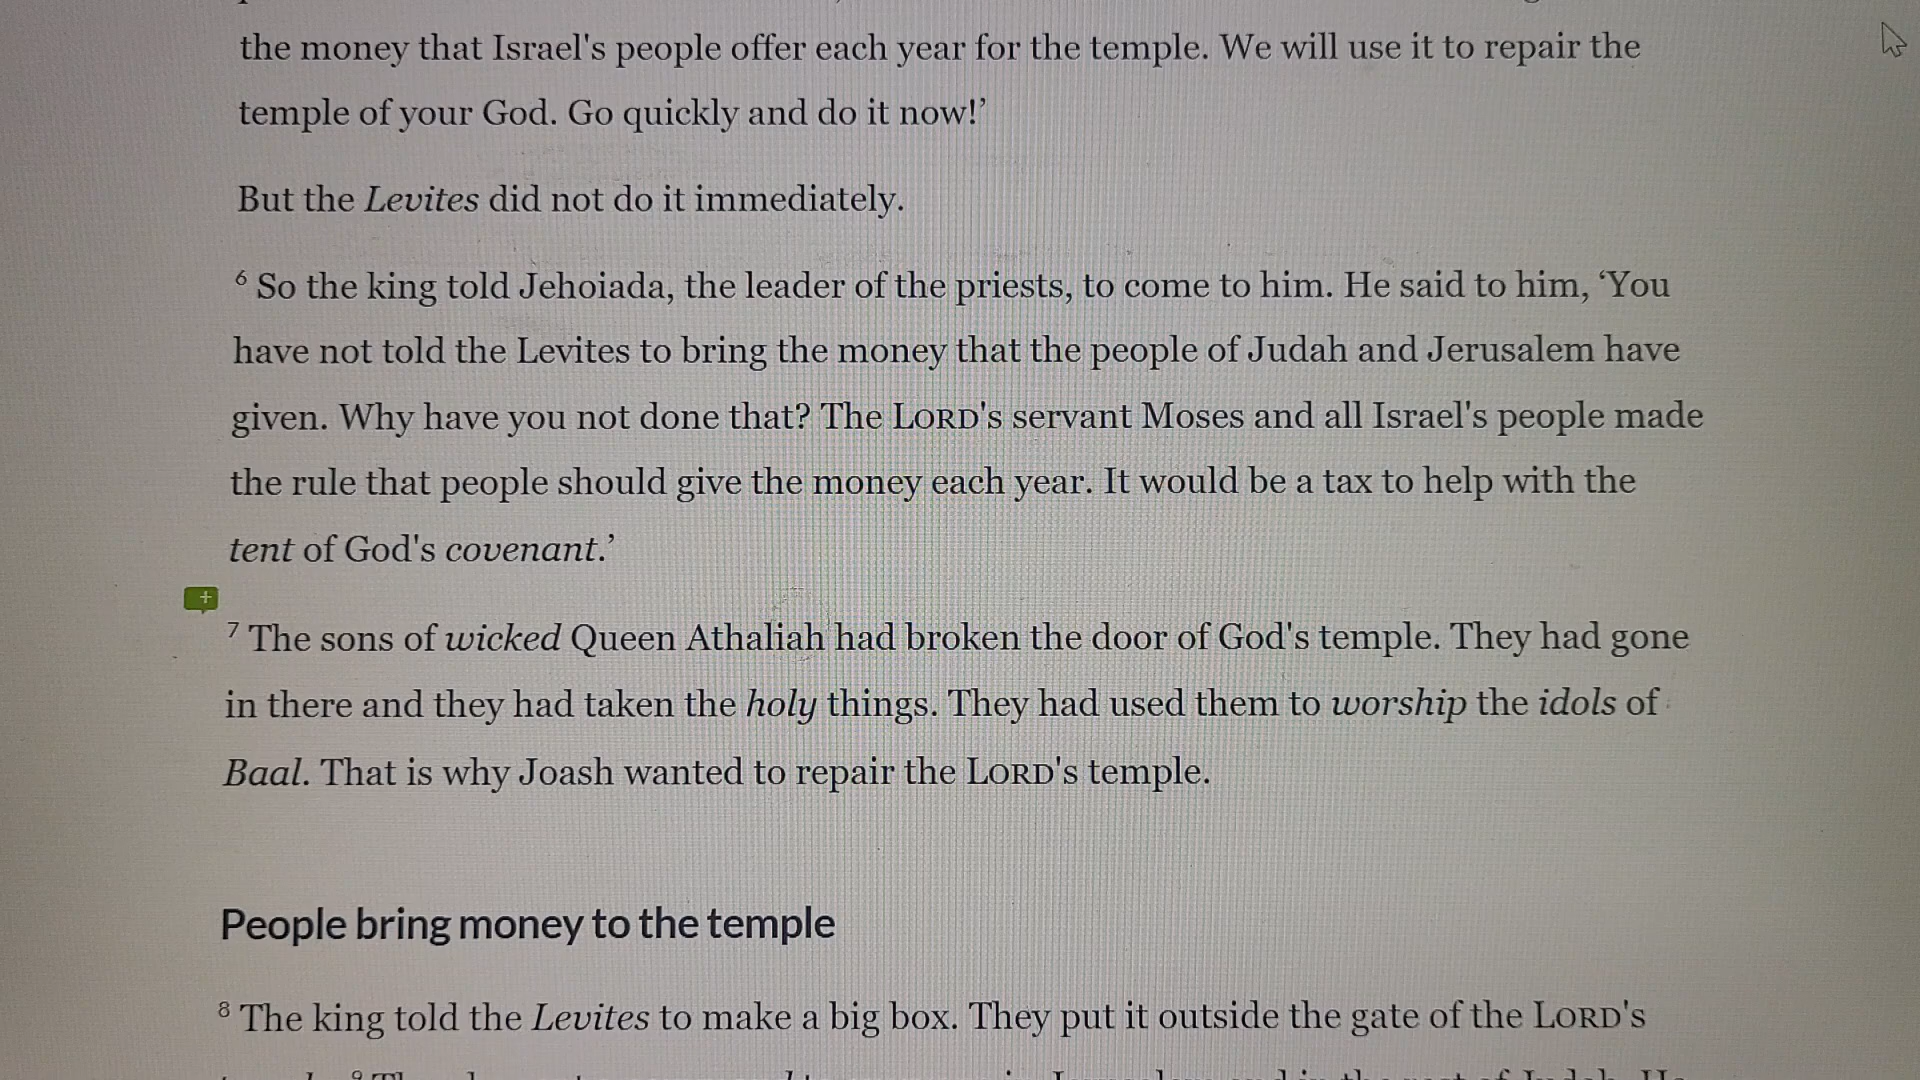 the money that Israel's people offer each year for the temple. We will use it to repair the
temple of your God. Go quickly and do it now!’
But the Levites did not do it immediately.
6 So the king told Jehoiada, the leader of the priests, to come to him. He said to him, ‘You
have not told the Levites to bring the money that the people of Judah and Jerusalem have
given. Why have you not done that? The LORD's servant Moses and all Israel's people made
the rule that people should give the money each year. It would be a tax to help with the
tent of God's covenant.’
7 The sons of wicked Queen Athaliah had broken the door of God's temple. They had gone
in there and they had taken the holy things. They had used them to worship the idols of
Baal. That is why Joash wanted to repair the LORD's temple.
People bring money to the temple
8 The king told the Levites to make a big box. They put it outside the gate of the LORD's